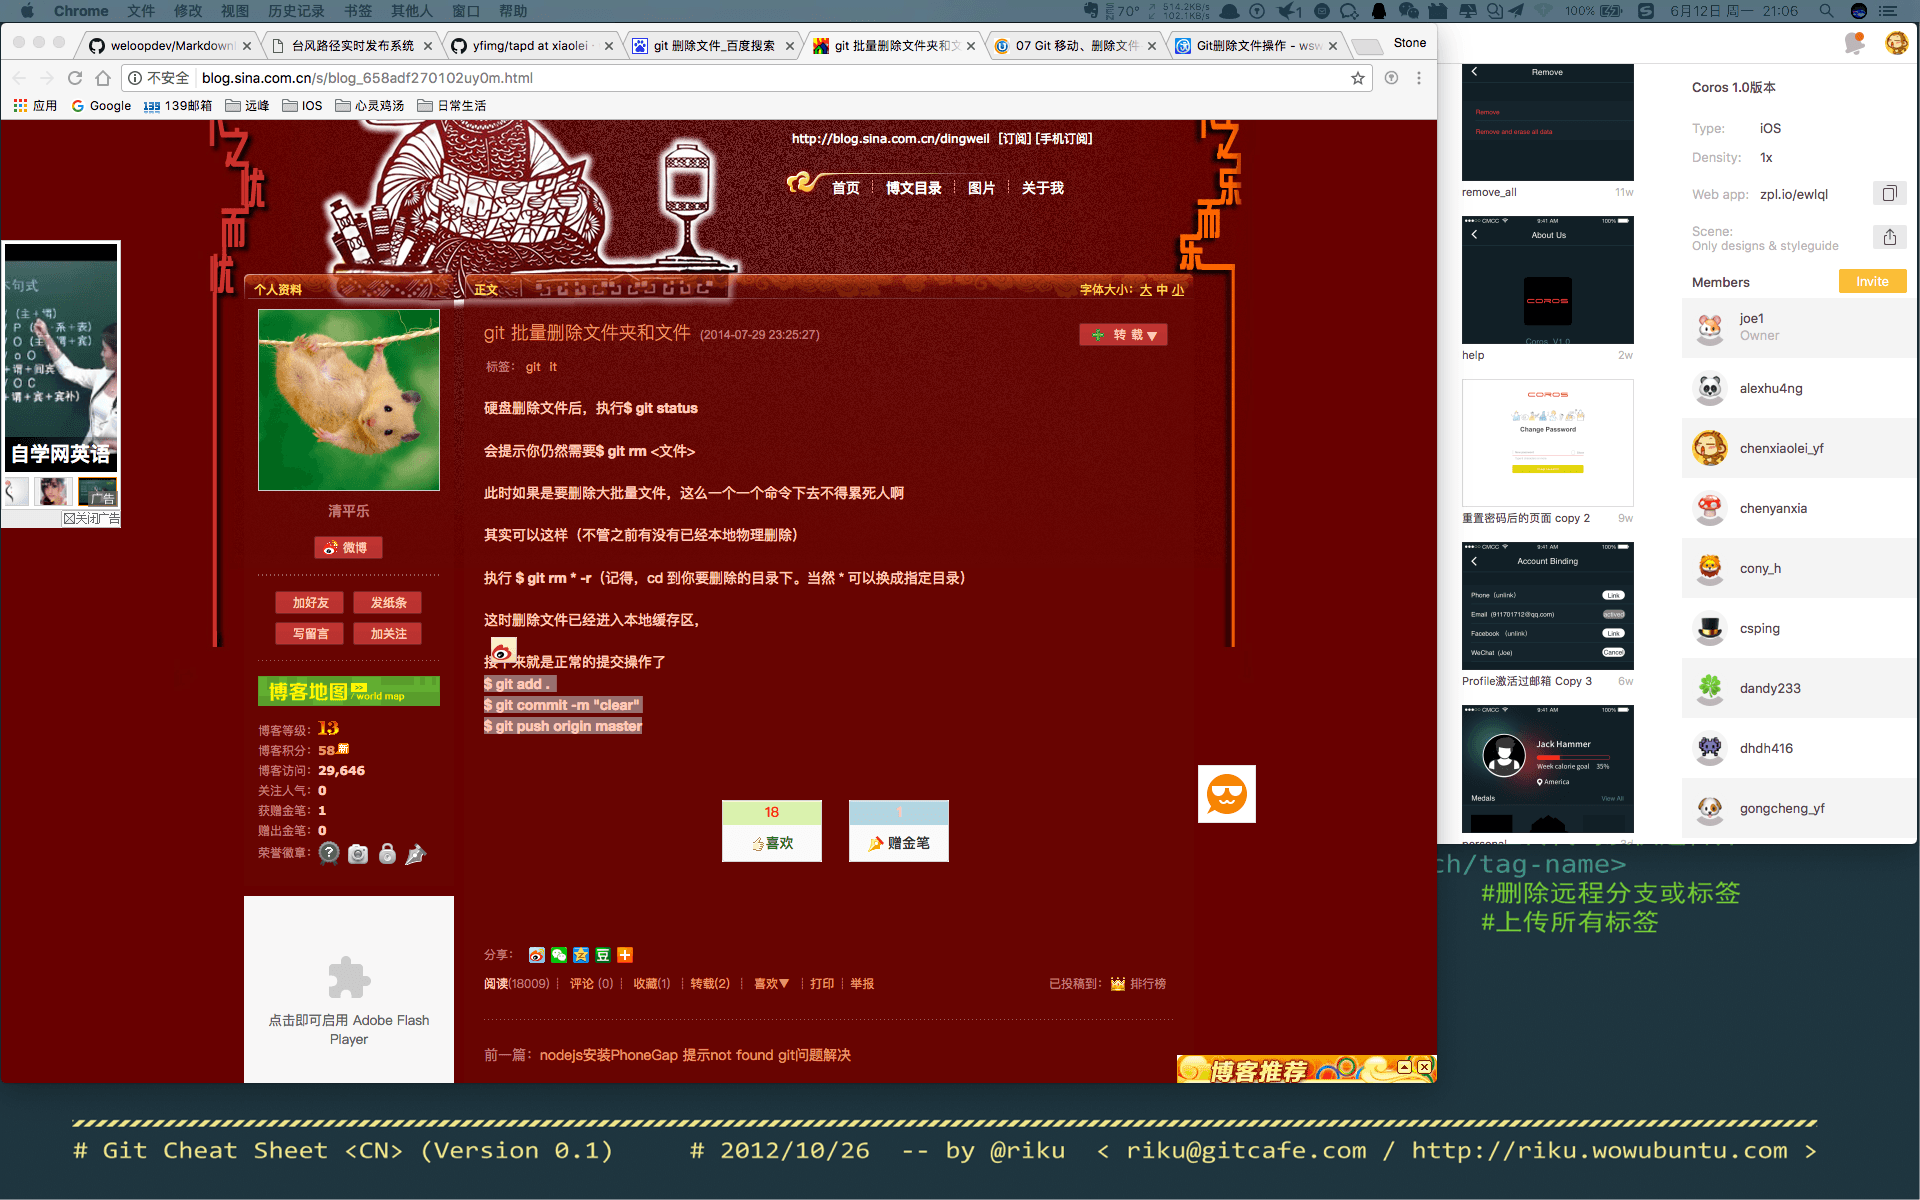 Chrome 文件 修改 视图 历史记录 书签 其他人 窗口 帮助
70° 514.2KB/s 102.1KB/s 1 100% 6月12日 周一 21:06
weloopdev/Markdown
台风路径实时发布系统
yfimg/tapd at xiaolei
git 删除文件_百度搜索
git 批量删除文件夹和文
07 Git 移动、删除文件
Git删除文件操作 - wsw
Stone
不安全 blog.sina.com.cn/s/blog_658adf270102uy0m.html
应用 Google 139邮箱 远峰 IOS 心灵鸡汤 日常生活
http://blog.sina.com.cn/dingweil [订阅] [手机订阅]
首页 博文目录 图片 关于我
之
忧
而
忧
之
乐
而
乐
个人资料
正文
字体大小：大 中 小
git 批量删除文件夹和文件 (2014-07-29 23:25:27)
转载▼
标签： git it
硬盘删除文件后，执行$ git status
会提示你仍然需要$ git rm <文件>
此时如果是要删除大批量文件，这么一个一个命令下去不得累死人啊
其实可以这样（不管之前有没有已经本地物理删除）
执行 $ git rm * -r（记得，cd 到你要删除的目录下。当然 * 可以换成指定目录）
这时删除文件已经进入本地缓存区，
接下来就是正常的提交操作了
$ git add .
$ git commit -m "clear"
$ git push origin master
18
喜欢
1
赠金笔
分享：
阅读(18009) 评论 (0) 收藏(1) 转载(2) 喜欢▼ 打印 举报
已投稿到： 排行榜
前一篇：nodejs安装PhoneGap 提示not found git问题解决
博客推荐
自学网英语
广告
关闭广告
清平乐
微博
加好友 发纸条
写留言 加关注
博客地图 world map
博客等级：13
博客积分：58
博客访问：29,646
关注人气：0
获赠金笔：1
赠出金笔：0
荣誉徽章：
点击即可启用 Adobe Flash
Player
Remove
Remove
Remove and erase all data
remove_all 11w
CMCC 9:41 AM 100%
About Us
COROS
Coros V1.0
help 2w
COROS
Change Password
重置密码后的页面 copy 2 9w
CMCC 9:41 AM 100%
Account Binding
Phone (unlink) Link
Email (911701712@qq.com) actived
Facebook (unlink) Link
WeChat (Joe) Cancel
Profile激活过邮箱 Copy 3 6w
CMCC 9:41 AM 100%
Jack Hammer
Week calorie goal 35%
America
Medals View All
personal
Coros 1.0版本
Type: iOS
Density: 1x
Web app: zpl.io/ewlql
Scene:
Only designs & styleguide
Members Invite
joe1
Owner
alexhu4ng
chenxiaolei_yf
chenyanxia
cony_h
csping
dandy233
dhdh416
gongcheng_yf
ch/tag-name>
#删除远程分支或标签
#上传所有标签
# Git Cheat Sheet <CN> (Version 0.1) # 2012/10/26 -- by @riku < riku@gitcafe.com / http://riku.wowubuntu.com >